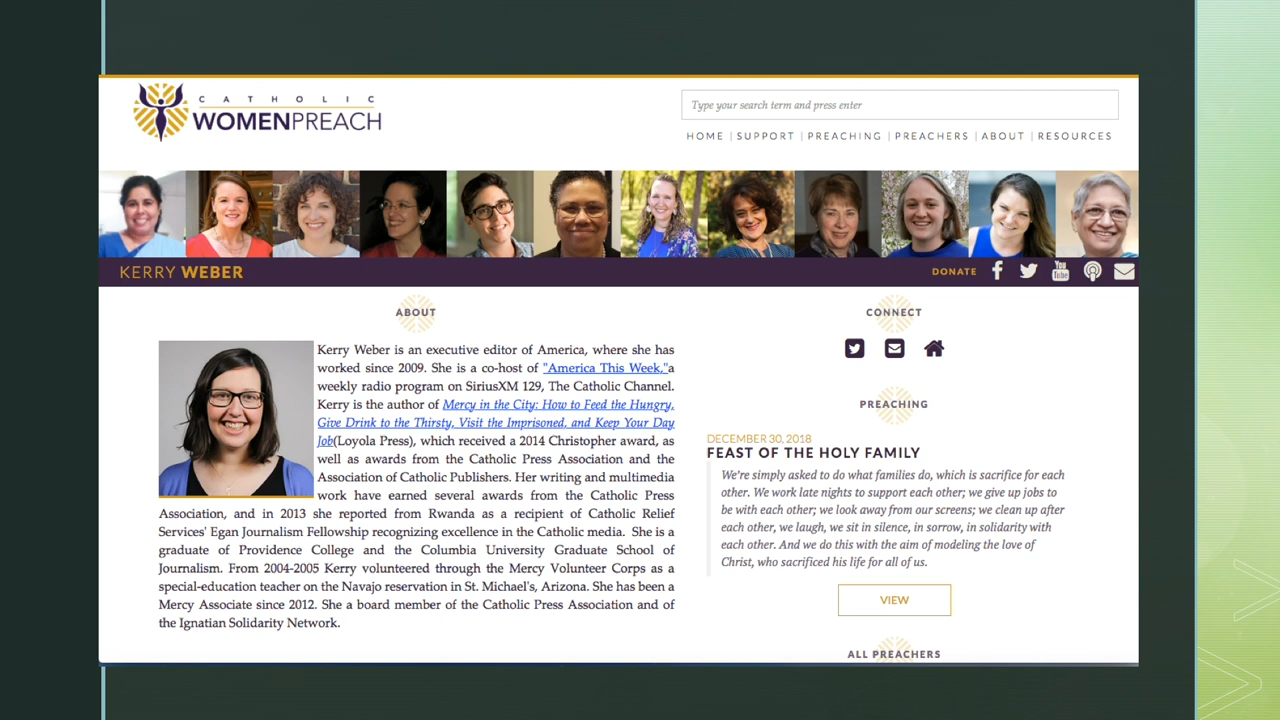 CATHOLIC
WOMENPREACH
Type your search term and press enter
HOME | SUPPORT | PREACHING | PREACHERS | ABOUT | RESOURCES
KERRY WEBER
DONATE
You
Tube
ABOUT
Kerry Weber is an executive editor of America, where she has
worked since 2009. She is a co-host of "America This Week,"a
weekly radio program on SiriusXM 129, The Catholic Channel.
Kerry is the author of Mercy in the City: How to Feed the Hungry,
Give Drink to the Thirsty, Visit the Imprisoned, and Keep Your Day
Job(Loyola Press), which received a 2014 Christopher award, as
well as awards from the Catholic Press Association and the
Association of Catholic Publishers. Her writing and multimedia
work have earned several awards from the Catholic Press
Association, and in 2013 she reported from Rwanda as a recipient of Catholic Relief
Services' Egan Journalism Fellowship recognizing excellence in the Catholic media. She is a
graduate of Providence College and the Columbia University Graduate School of
Journalism. From 2004-2005 Kerry volunteered through the Mercy Volunteer Corps as a
special-education teacher on the Navajo reservation in St. Michael's, Arizona. She has been a
Mercy Associate since 2012. She a board member of the Catholic Press Association and of
the Ignatian Solidarity Network.
CONNECT
PREACHING
DECEMBER 30, 2018
FEAST OF THE HOLY FAMILY
We're simply asked to do what families do, which is sacrifice for each
other. We work late nights to support each other; we give up jobs to
be with each other; we look away from our screens; we clean up after
each other, we laugh, we sit in silence, in sorrow, in solidarity with
each other. And we do this with the aim of modeling the love of
Christ, who sacrificed his life for all of us.
VIEW
ALL PREACHERS